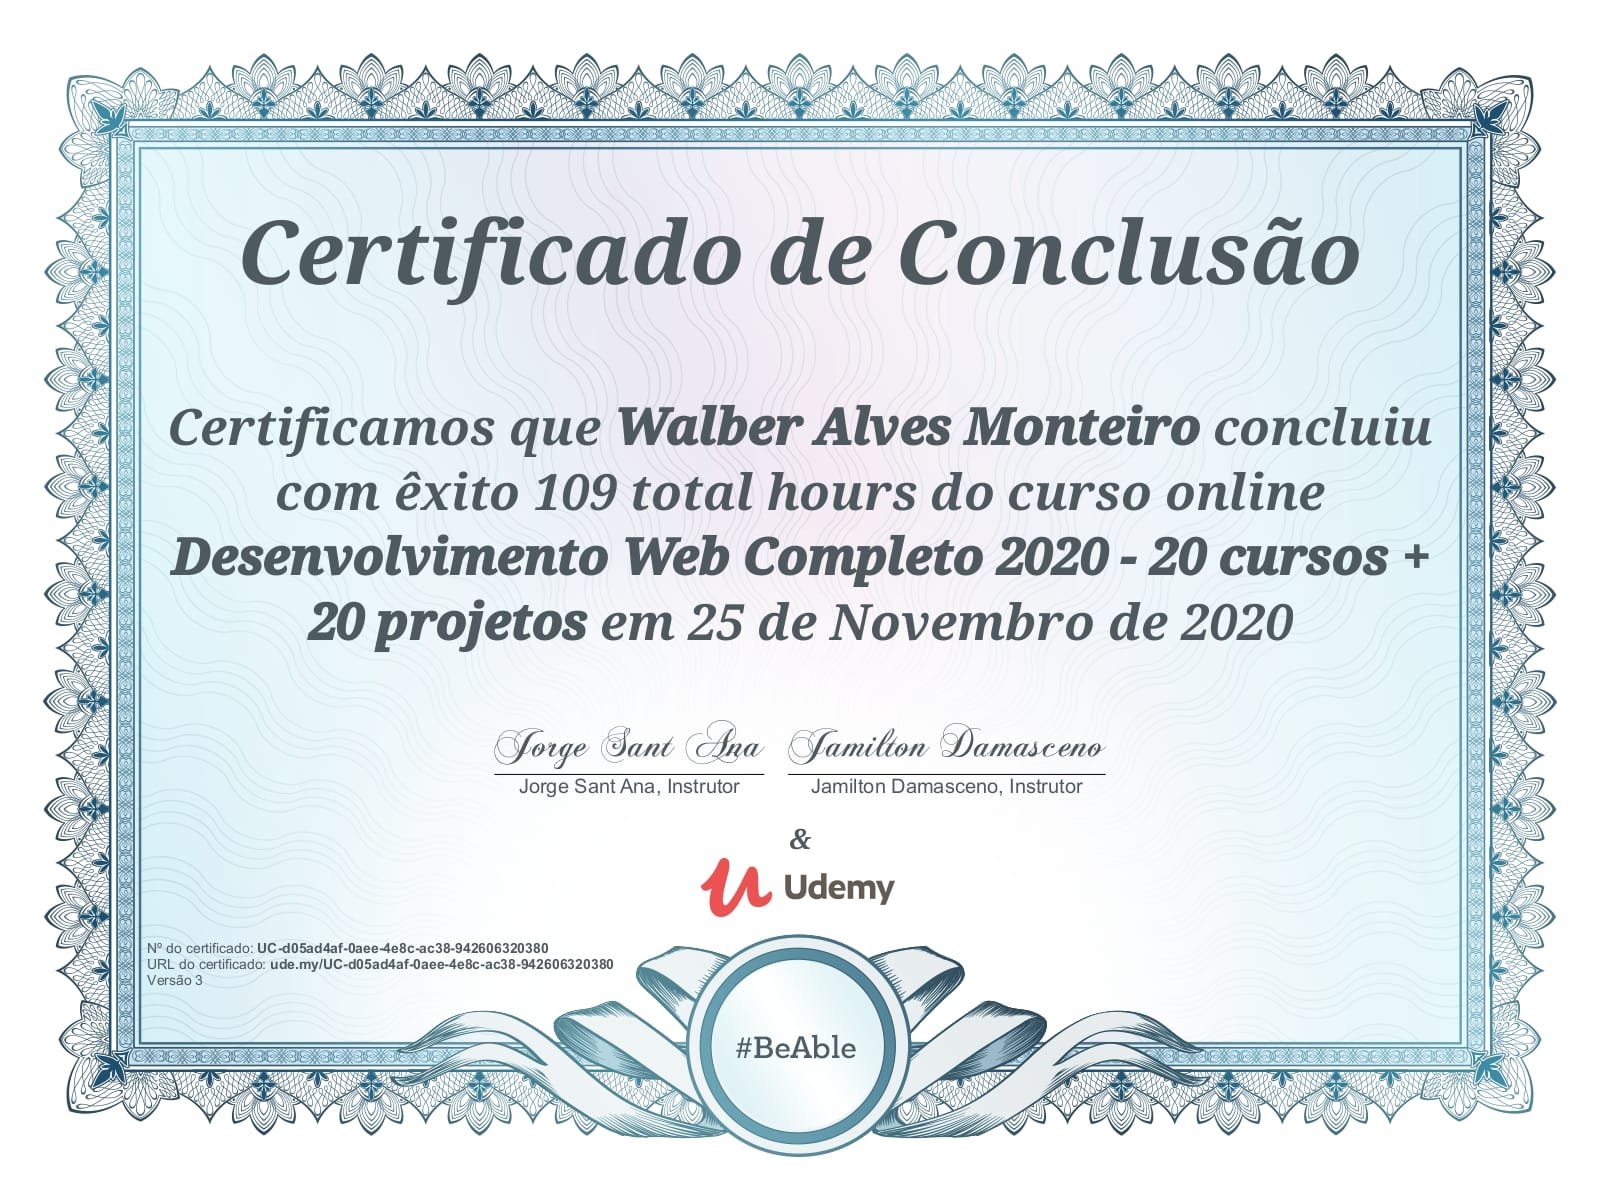 Certificado de Conclusão
Certificamos que Walber Alves Monteiro concluiu
com êxito 109 total hours do curso online
Desenvolvimento Web Completo 2020 - 20 cursos +
20 projetos em 25 de Novembro de 2020
Jorge Sant Ana Jamilton Damasceno
Jorge Sant Ana, Instrutor Jamilton Damasceno, Instrutor
&
Udemy
Nº do certificado: UC-d05ad4af-0aee-4e8c-ac38-942606320380
URL do certificado: ude.my/UC-d05ad4af-0aee-4e8c-ac38-942606320380
Versão 3
#BeAble